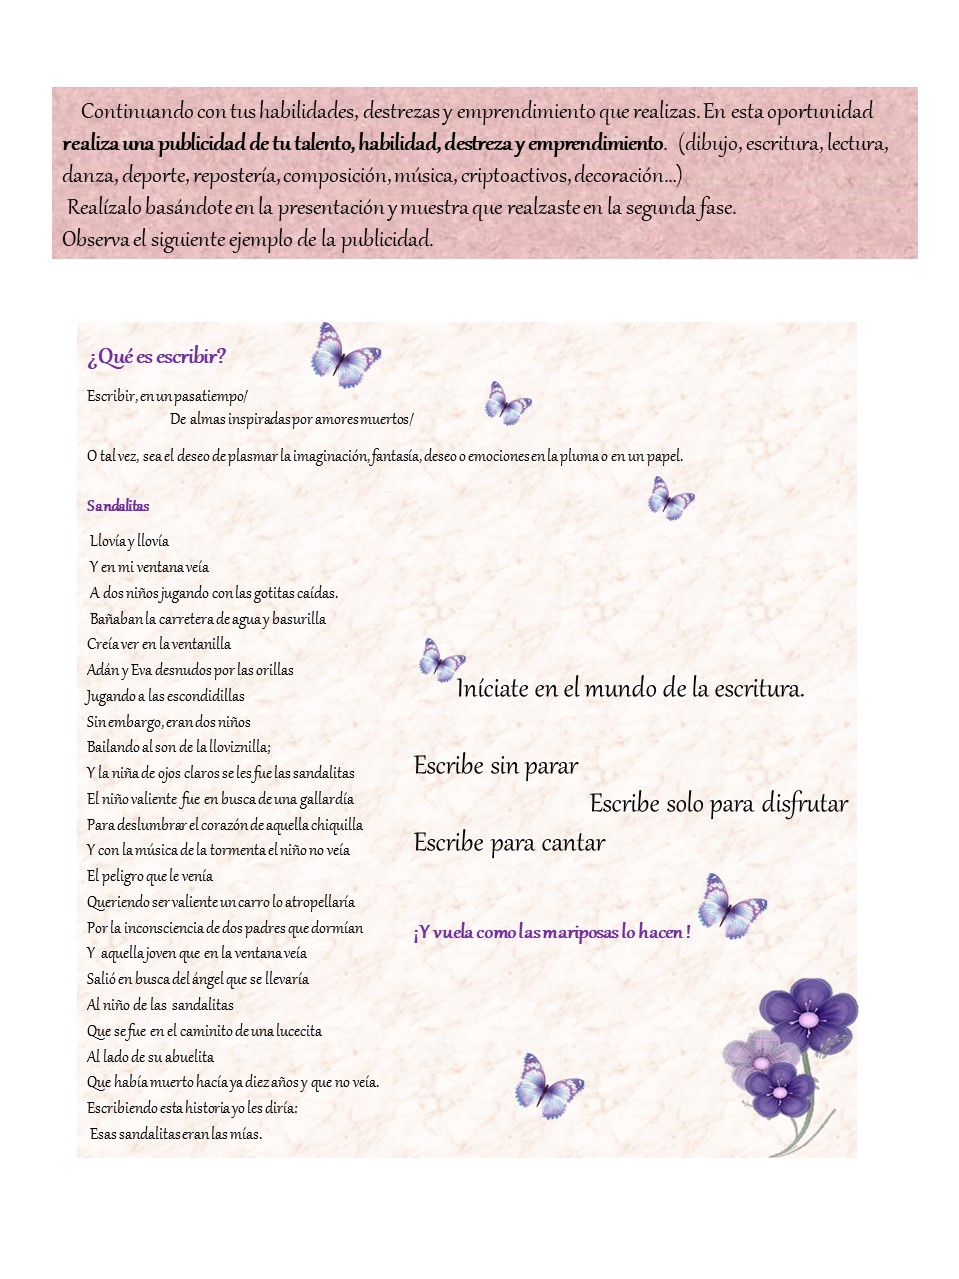 Continuando con tus habilidades, destrezas y emprendimiento que realizas. En esta oportunidad
realiza una publicidad de tu talento, habilidad, destreza y emprendimiento. (dibujo, escritura, lectura,
danza, deporte, repostería, composición, música, criptoactivos, decoración...)
Realízalo basándote en la presentación y muestra que realzaste en la segunda fase.
Observa el siguiente ejemplo de la publicidad.
¿Qué es escribir?
Escribir, en un pasatiempo/
De almas inspiradas por amores muertos/
O tal vez, sea el deseo de plasmar la imaginación, fantasía, deseo o emociones en la pluma o en un papel.
Sandalitas
Llovía y llovía
Y en mi ventana veía
A dos niños jugando con las gotitas caídas.
Bañaban la carretera de agua y basurilla
Creía ver en la ventanilla
Adán y Eva desnudos por las orillas
Jugando a las escondidillas
Sin embargo, eran dos niños
Bailando al son de la lloviznilla;
Y la niña de ojos claros se les fue las sandalitas
El niño valiente fue en busca de una gallardía
Para deslumbrar el corazón de aquella chiquilla
Y con la música de la tormenta el niño no veía
El peligro que le venía
Queriendo ser valiente un carro lo atropellaría
Por la inconsciencia de dos padres que dormían
Y aquella joven que en la ventana veía
Salió en busca del ángel que se llevaría
Al niño de las sandalitas
Que se fue en el caminito de una lucecita
Al lado de su abuelita
Que había muerto hacía ya diez años y que no veía.
Escribiendo esta historia yo les diría:
Esas sandalitas eran las mías.
Iníciate en el mundo de la escritura.
Escribe sin parar
Escribe solo para disfrutar
Escribe para cantar
¡Y vuela como las mariposas lo hacen !